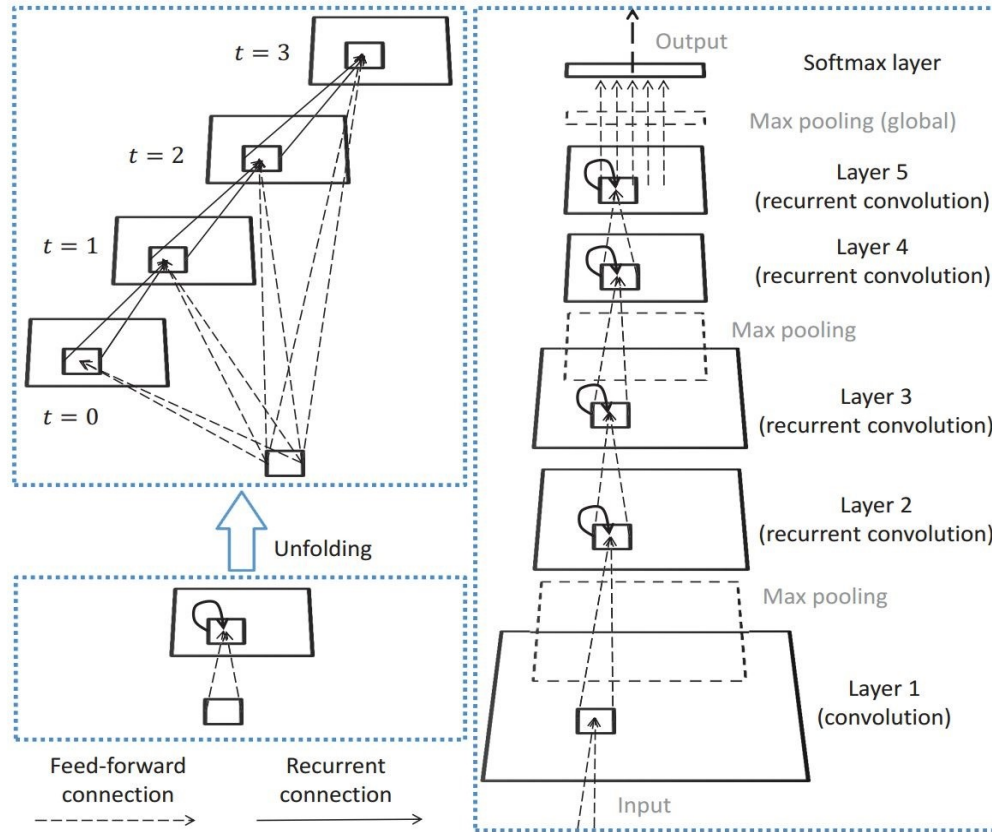 t = 3
t = 2
t = 1
t = 0
Unfolding
Feed-forward
connection
Recurrent
connection
Output
Softmax layer
Max pooling (global)
Layer 5
(recurrent convolution)
Layer 4
(recurrent convolution)
Max pooling
Layer 3
(recurrent convolution)
Layer 2
(recurrent convolution)
Max pooling
Layer 1
(convolution)
Input